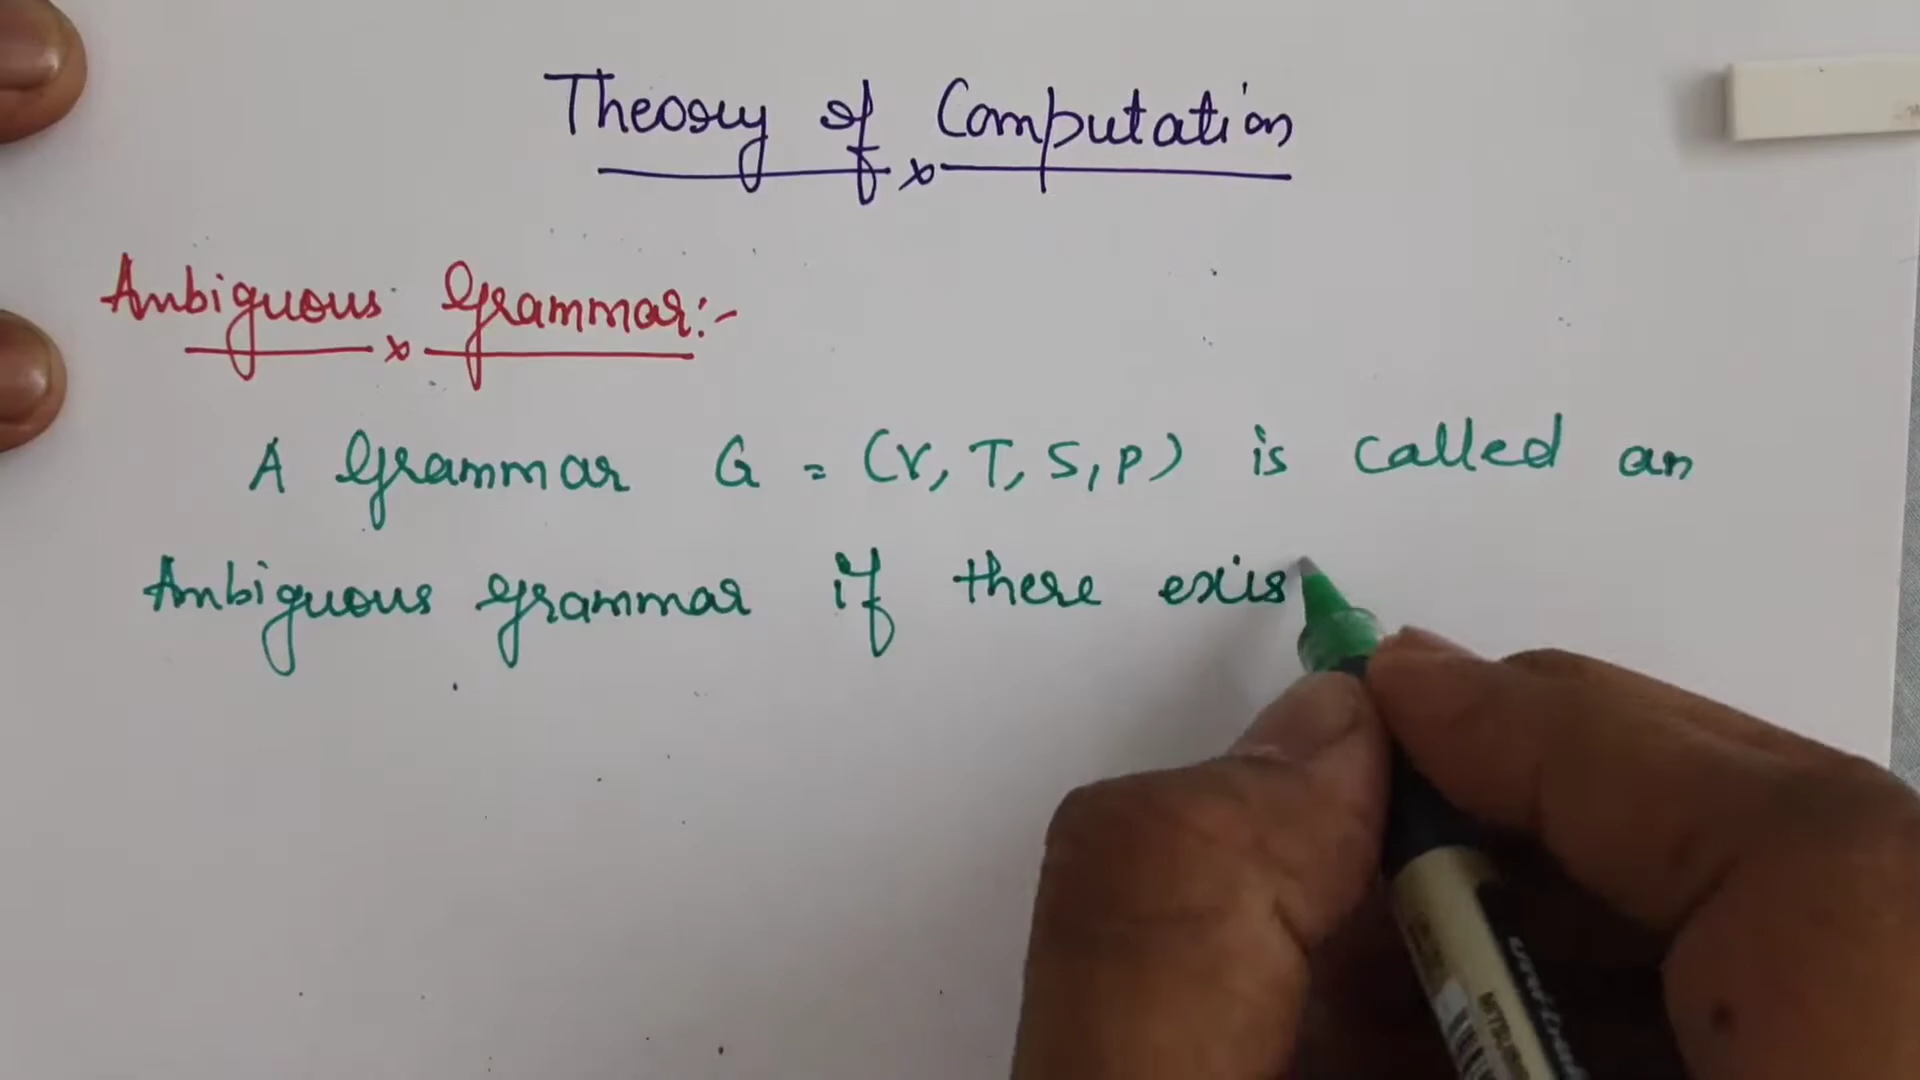 Theory of Computation
Ambiguous Grammar:-
A Grammar G = (V, T, S, P) is called an
Ambiguous grammar if there exis